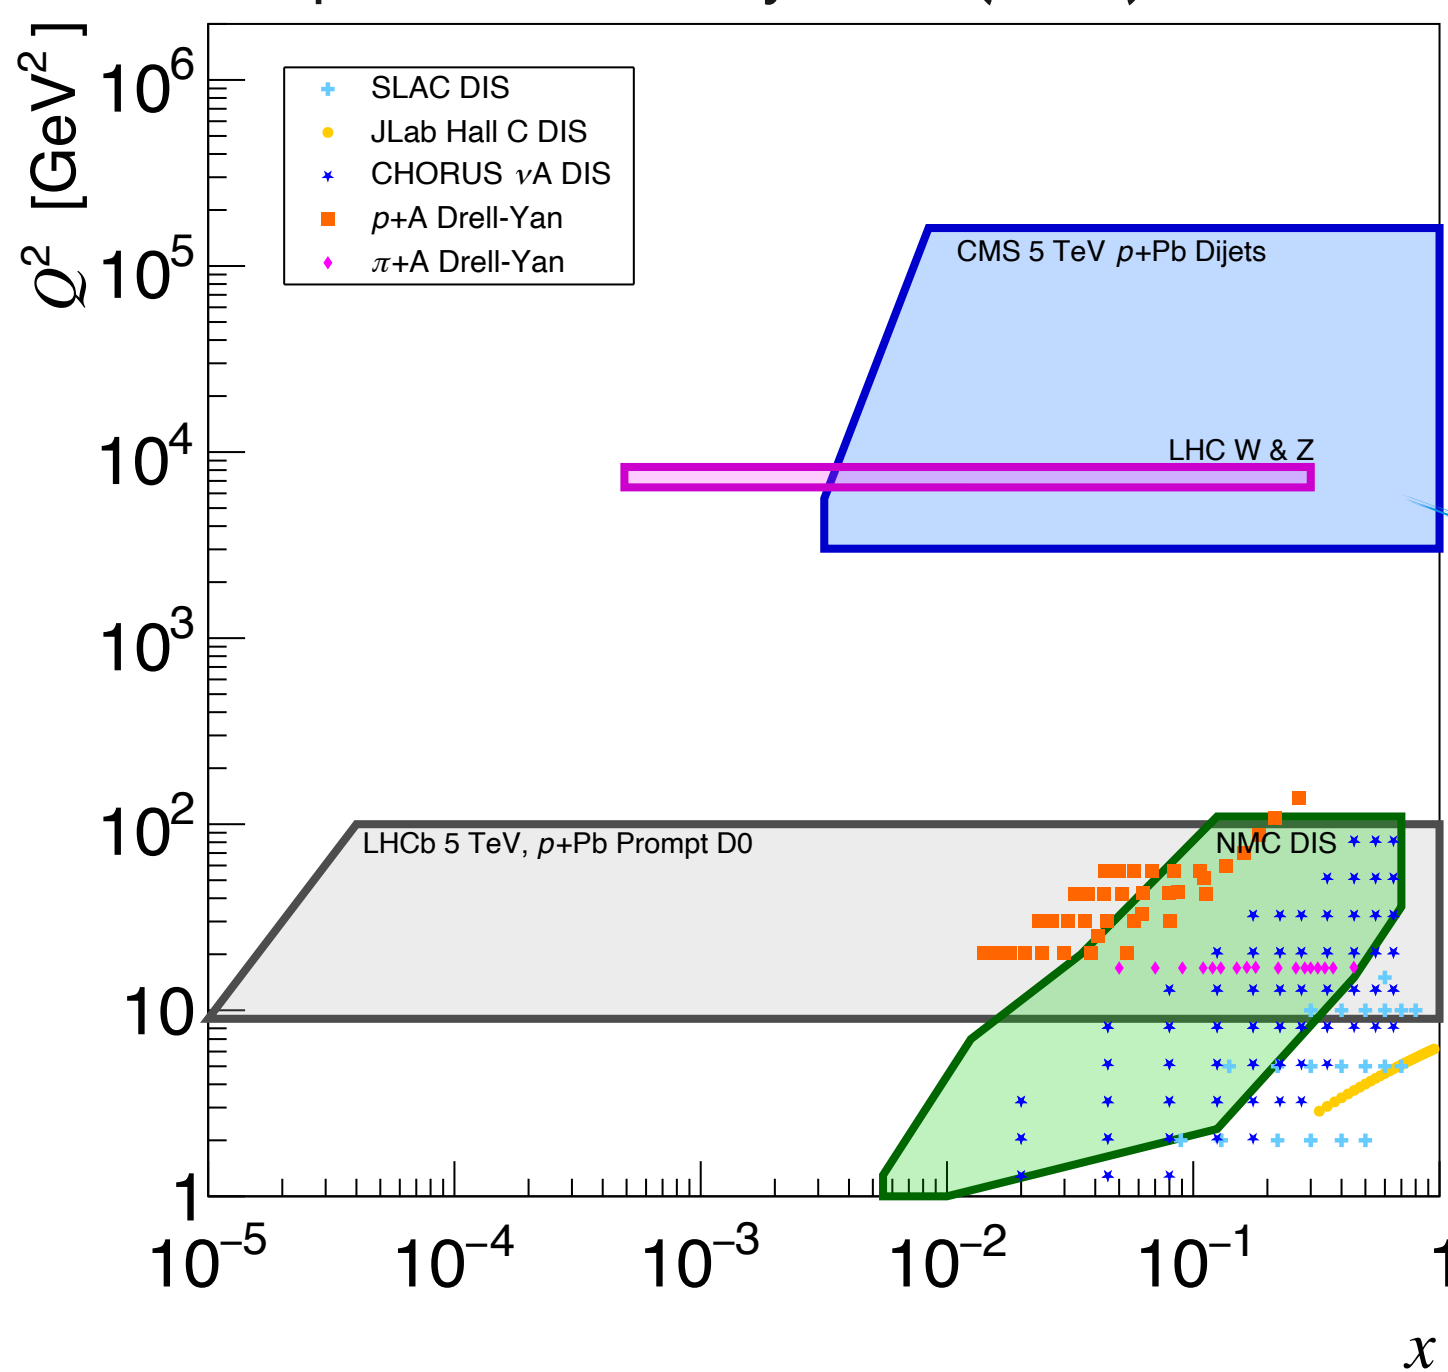 Q² [GeV²]
10⁶
10⁵
10⁴
10³
10²
10
1
SLAC DIS
JLab Hall C DIS
CHORUS νA DIS
p+A Drell-Yan
π+A Drell-Yan
CMS 5 TeV p+Pb Dijets
LHC W & Z
LHCb 5 TeV, p+Pb Prompt D0
NMC DIS
10⁻⁵ 10⁻⁴ 10⁻³ 10⁻² 10⁻¹ 1
x